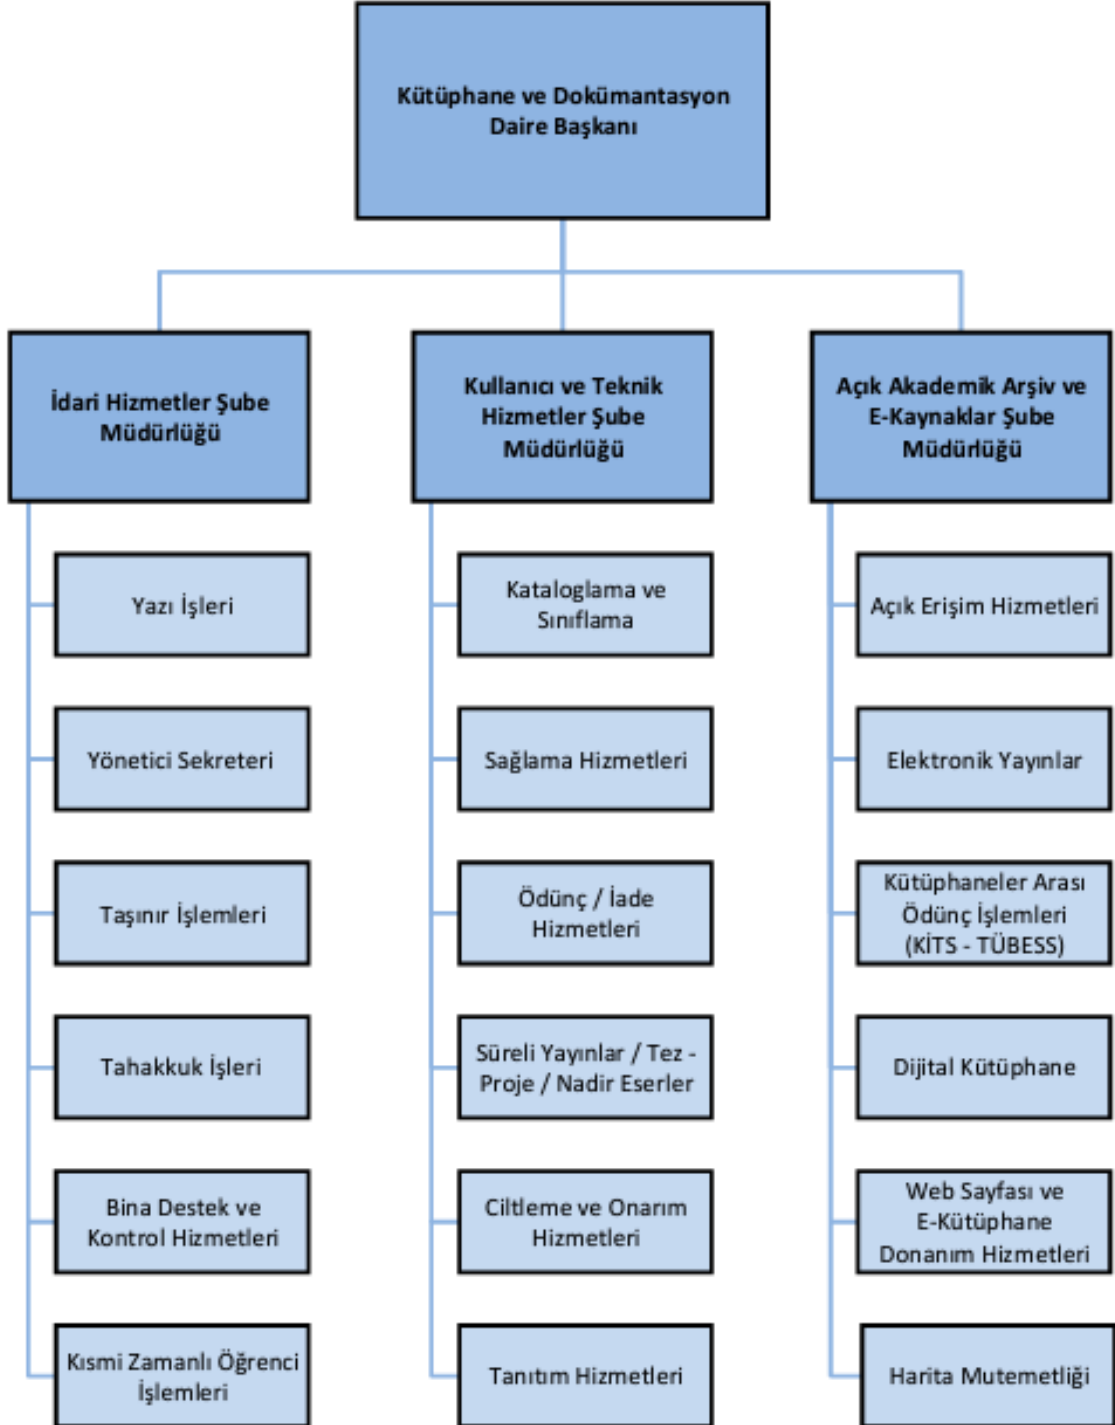 Kütüphane ve Dokümantasyon
Daire Başkanı
İdari Hizmetler Şube
Müdürlüğü
Yazı İşleri
Yönetici Sekreteri
Taşınır İşlemleri
Tahakkuk İşleri
Bina Destek ve
Kontrol Hizmetleri
Kısmi Zamanlı Öğrenci
İşlemleri
Kullanıcı ve Teknik
Hizmetler Şube
Müdürlüğü
Kataloglama ve
Sınıflama
Sağlama Hizmetleri
Ödünç / İade
Hizmetleri
Süreli Yayınlar / Tez -
Proje / Nadir Eserler
Ciltleme ve Onarım
Hizmetleri
Tanıtım Hizmetleri
Açık Akademik Arşiv ve
E-Kaynaklar Şube
Müdürlüğü
Açık Erişim Hizmetleri
Elektronik Yayınlar
Kütüphaneler Arası
Ödünç İşlemleri
(KİTS - TÜBESS)
Dijital Kütüphane
Web Sayfası ve
E-Kütüphane
Donanım Hizmetleri
Harita Mutemetliği